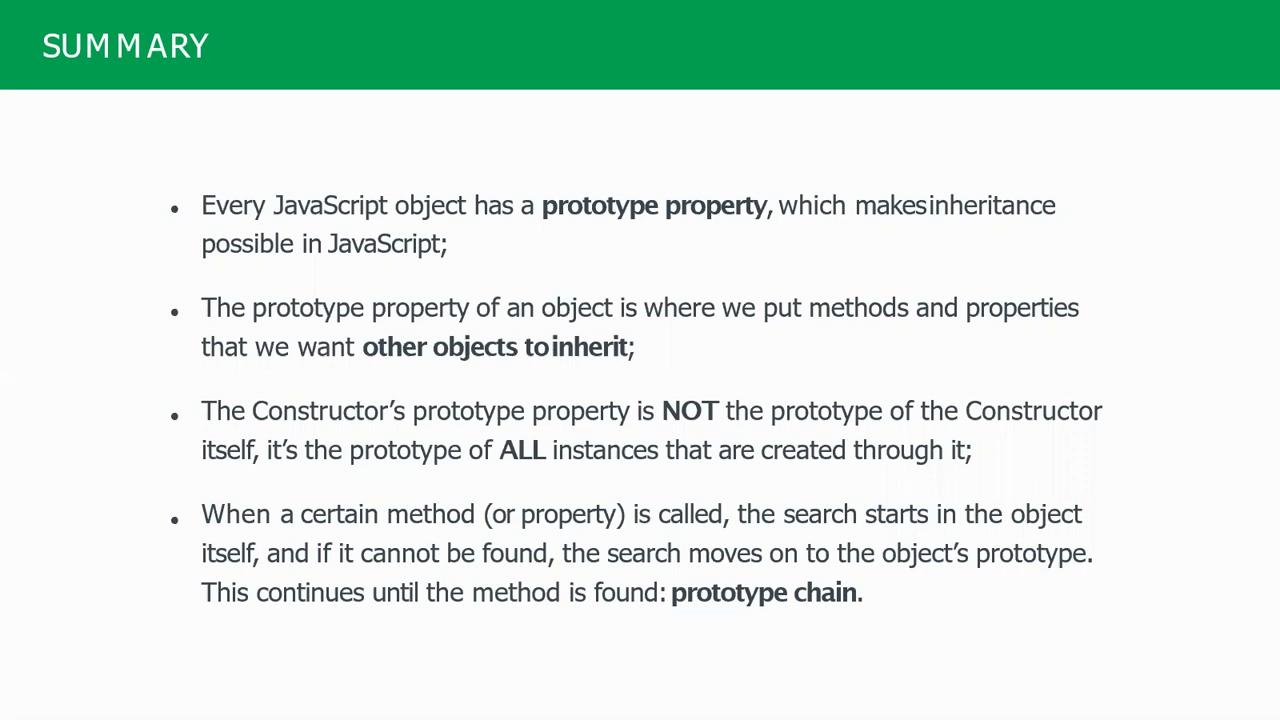 SUMMARY
• Every JavaScript object has a prototype property, which makes inheritance
possible in JavaScript;
• The prototype property of an object is where we put methods and properties
that we want other objects to inherit;
• The Constructor’s prototype property is NOT the prototype of the Constructor
itself, it’s the prototype of ALL instances that are created through it;
• When a certain method (or property) is called, the search starts in the object
itself, and if it cannot be found, the search moves on to the object’s prototype.
This continues until the method is found: prototype chain.